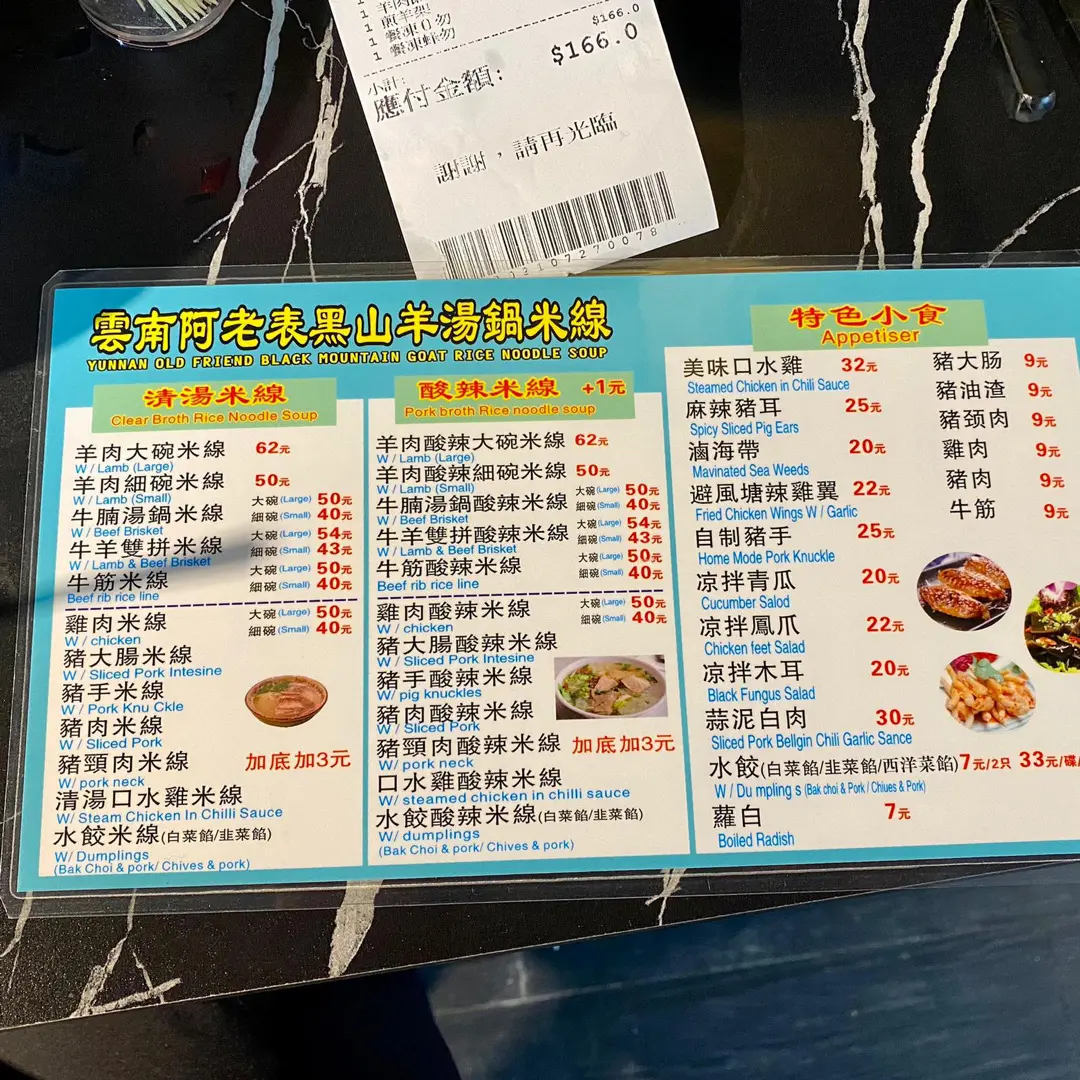 1 煎羊架
1 餐凍0勿
1 餐凍蜂勿
$166.0
小計:
$166.0
應付金額:
謝謝，請再光臨
雲南阿老表黑山羊湯鍋米線
YUNNAN OLD FRIEND BLACK MOUNTAIN GOAT RICE NOODLE SOUP
清湯米線
Clear Broth Rice Noodle Soup
羊肉大碗米線 62元
W / Lamb (Large)
羊肉細碗米線 50元
W / Lamb (Small)
牛腩湯鍋米線 大碗(Large) 50元
W / Beef Brisket 細碗(Small) 40元
牛羊雙拼米線 大碗(Large) 54元
W / Lamb & Beef Brisket 細碗(Small) 43元
牛筋米線 大碗(Large) 50元
Beef rib rice line 細碗(Small) 40元
雞肉米線 大碗(Large) 50元
W / chicken 細碗(Small) 40元
豬大腸米線
W / Sliced Pork Intesine
豬手米線
W / Pork Knu Ckle
豬肉米線
W / Sliced Pork
豬頸肉米線 加底加3元
W/ pork neck
清湯口水雞米線
W/ Steam Chicken In Chilli Sauce
水餃米線(白菜餡/韭菜餡)
W/ Dumplings
(Bak Choi & pork/ Chives & pork)
酸辣米線 +1元
Pork broth Rice noodle soup
羊肉酸辣大碗米線 62元
W / Lamb (Large)
羊肉酸辣細碗米線 50元
W / Lamb (Small)
牛腩湯鍋酸辣米線 大碗(Large) 50元
W / Beef Brisket 細碗(Small) 40元
牛羊雙拼酸辣米線 大碗(Large) 54元
W / Lamb & Beef Brisket 細碗(Small) 43元
牛筋酸辣米線 大碗(Large) 50元
Beef rib rice line 細碗(Small) 40元
雞肉酸辣米線 大碗(Large) 50元
W / chicken 細碗(Small) 40元
豬大腸酸辣米線
W / Sliced Pork Intesine
豬手酸辣米線
W/ pig knuckles
豬肉酸辣米線
W/ Sliced Pork
豬頸肉酸辣米線 加底加3元
W/ pork neck
口水雞酸辣米線
W/ steamed chicken in chilli sauce
水餃酸辣米線(白菜餡/韭菜餡)
W/ dumplings
(Bak Choi & pork/ Chives & pork)
特色小食
Appetiser
美味口水雞 32元
Steamed Chicken in Chili Sauce
麻辣豬耳 25元
Spicy Sliced Pig Ears
滷海帶 20元
Mavinated Sea Weeds
避風塘辣雞翼 22元
Fried Chicken Wings W / Garlic
自制豬手 25元
Home Mode Pork Knuckle
凉拌青瓜 20元
Cucumber Salod
凉拌鳳爪 22元
Chicken feet Salad
凉拌木耳 20元
Black Fungus Salad
蒜泥白肉 30元
Sliced Pork Bellgin Chili Garlic Sance
水餃(白菜餡/韭菜餡/西洋菜餡)7元/2只 33元/碟/
W / Du mpling s (Bak choi & Pork / Chiues & Pork)
蘿白 7元
Boiled Radish
豬大肠 9元
豬油渣 9元
豬颈肉 9元
雞肉 9元
豬肉 9元
牛筋 9元